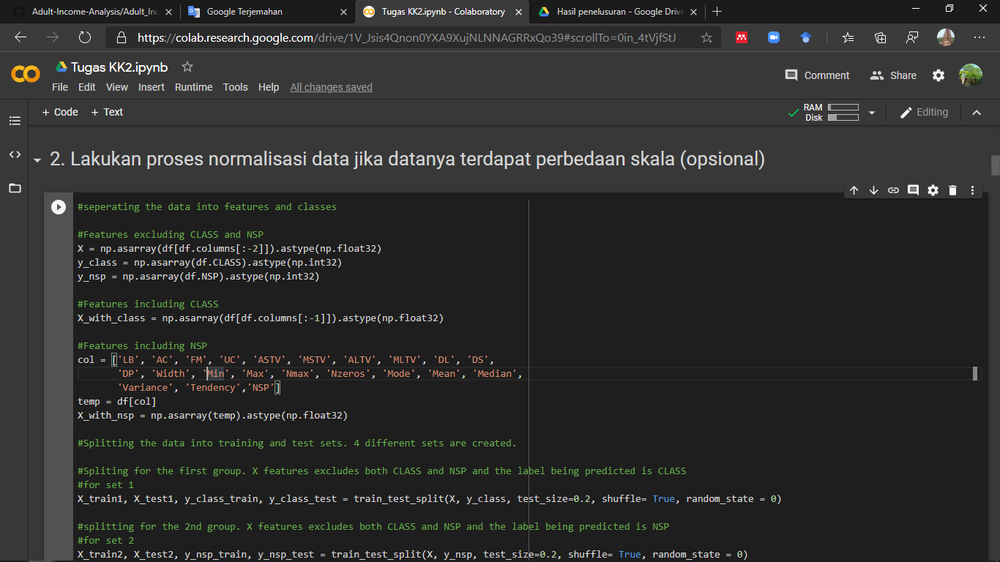 Adult-Income-Analysis/Adult_In
Google Terjemahan
Tugas KK2.ipynb - Colaboratory
Hasil penelusuran - Google Drive
https://colab.research.google.com/drive/1V_Jsis4Qnon0YXA9XujNLNNAGRRxQo39#scrollTo=0in_4tVjfStJ
Tugas KK2.ipynb
Comment
Share
File Edit View Insert Runtime Tools Help All changes saved
+ Code + Text
RAM
Disk
Editing
2. Lakukan proses normalisasi data jika datanya terdapat perbedaan skala (opsional)
#seperating the data into features and classes
#Features excluding CLASS and NSP
X = np.asarray(df[df.columns[:-2]]).astype(np.float32)
y_class = np.asarray(df.CLASS).astype(np.int32)
y_nsp = np.asarray(df.NSP).astype(np.int32)
#Features including CLASS
X_with_class = np.asarray(df[df.columns[:-1]]).astype(np.float32)
#Features including NSP
col = ['LB', 'AC', 'FM', 'UC', 'ASTV', 'MSTV', 'ALTV', 'MLTV', 'DL', 'DS',
'DP', 'Width', 'Min', 'Max', 'Nmax', 'Nzeros', 'Mode', 'Mean', 'Median',
'Variance', 'Tendency','NSP']
temp = df[col]
X_with_nsp = np.asarray(temp).astype(np.float32)
#Splitting the data into training and test sets. 4 different sets are created.
#Spliting for the first group. X features excludes both CLASS and NSP and the label being predicted is CLASS
#for set 1
X_train1, X_test1, y_class_train, y_class_test = train_test_split(X, y_class, test_size=0.2, shuffle= True, random_state = 0)
#splitting for the 2nd group. X features excludes both CLASS and NSP and the label being predicted is NSP
#for set 2
X_train2, X_test2, y_nsp_train, y_nsp_test = train_test_split(X, y_nsp, test_size=0.2, shuffle= True, random_state = 0)